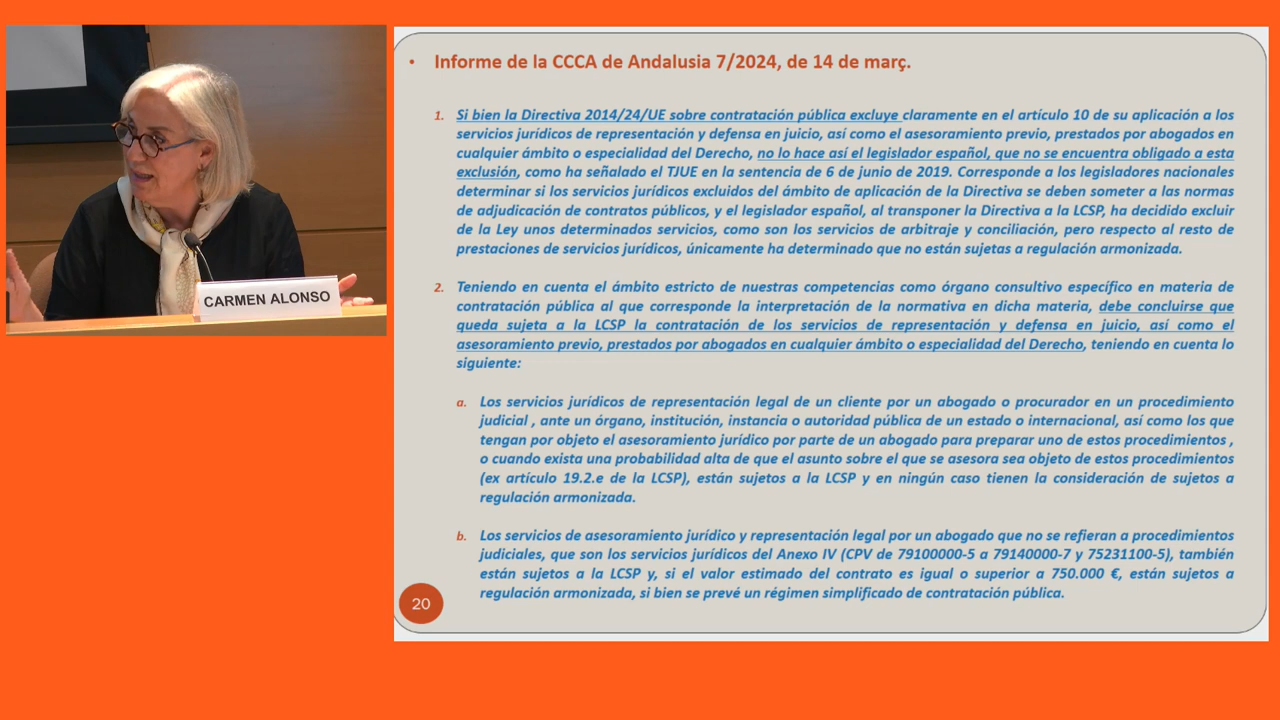 CARMEN ALONSO
• Informe de la CCCA de Andalusia 7/2024, de 14 de març.
1. Si bien la Directiva 2014/24/UE sobre contratación pública excluye claramente en el artículo 10 de su aplicación a los
servicios jurídicos de representación y defensa en juicio, así como el asesoramiento previo, prestados por abogados en
cualquier ámbito o especialidad del Derecho, no lo hace así el legislador español, que no se encuentra obligado a esta
exclusión, como ha señalado el TJUE en la sentencia de 6 de junio de 2019. Corresponde a los legisladores nacionales
determinar si los servicios jurídicos excluidos del ámbito de aplicación de la Directiva se deben someter a las normas
de adjudicación de contratos públicos, y el legislador español, al transponer la Directiva a la LCSP, ha decidido excluir
de la Ley unos determinados servicios, como son los servicios de arbitraje y conciliación, pero respecto al resto de
prestaciones de servicios jurídicos, únicamente ha determinado que no están sujetas a regulación armonizada.
2. Teniendo en cuenta el ámbito estricto de nuestras competencias como órgano consultivo específico en materia de
contratación pública al que corresponde la interpretación de la normativa en dicha materia, debe concluirse que
queda sujeta a la LCSP la contratación de los servicios de representación y defensa en juicio, así como el
asesoramiento previo, prestados por abogados en cualquier ámbito o especialidad del Derecho, teniendo en cuenta lo
siguiente:
a. Los servicios jurídicos de representación legal de un cliente por un abogado o procurador en un procedimiento
judicial , ante un órgano, institución, instancia o autoridad pública de un estado o internacional, así como los que
tengan por objeto el asesoramiento jurídico por parte de un abogado para preparar uno de estos procedimientos ,
o cuando exista una probabilidad alta de que el asunto sobre el que se asesora sea objeto de estos procedimientos
(ex artículo 19.2.e de la LCSP), están sujetos a la LCSP y en ningún caso tienen la consideración de sujetos a
regulación armonizada.
b. Los servicios de asesoramiento jurídico y representación legal por un abogado que no se refieran a procedimientos
judiciales, que son los servicios jurídicos del Anexo IV (CPV de 79100000-5 a 79140000-7 y 75231100-5), también
están sujetos a la LCSP y, si el valor estimado del contrato es igual o superior a 750.000 €, están sujetos a
regulación armonizada, si bien se prevé un régimen simplificado de contratación pública.
20